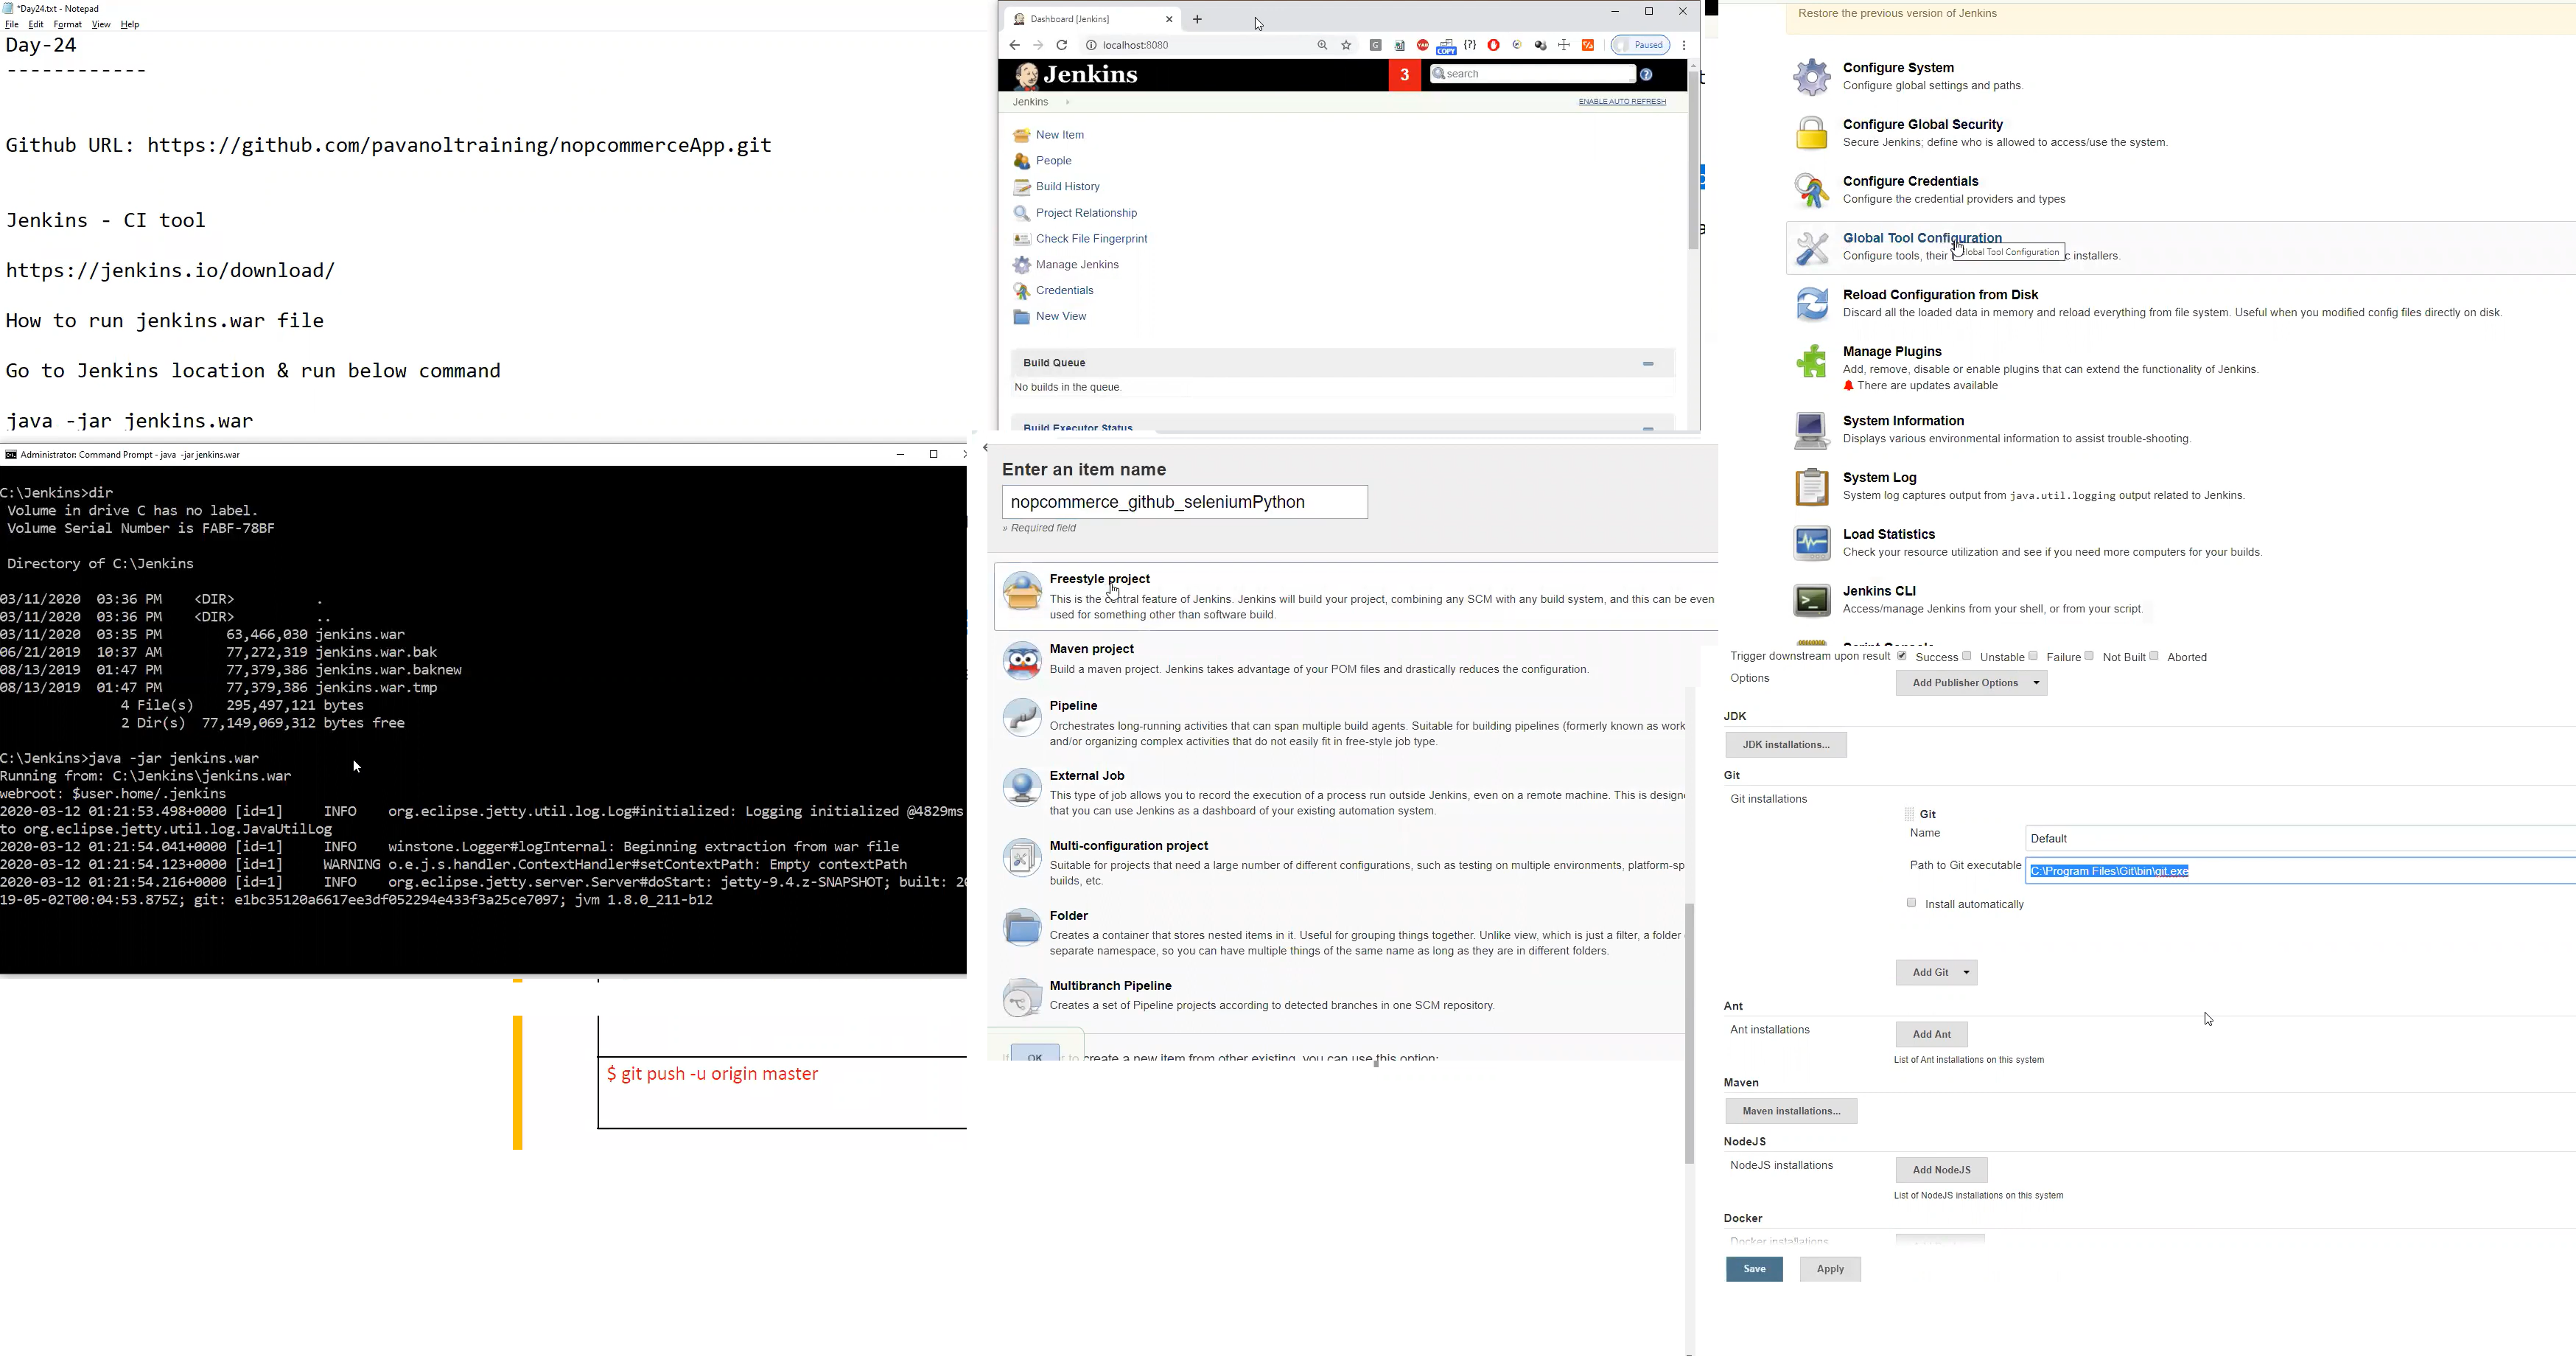 *Day24.txt - Notepad
File Edit Format View Help
Day-24
------------
Github URL: https://github.com/pavanoltraining/nopcommerceApp.git
Jenkins - CI tool
https://jenkins.io/download/
How to run jenkins.war file
Go to Jenkins location & run below command
java -jar jenkins.war
Administrator: Command Prompt - java -jar jenkins.war
C:\Jenkins>dir
Volume in drive C has no label.
Volume Serial Number is FABF-78BF
Directory of C:\Jenkins
03/11/2020 03:36 PM <DIR> .
03/11/2020 03:36 PM <DIR> ..
03/11/2020 03:35 PM 63,466,030 jenkins.war
06/21/2019 10:37 AM 77,272,319 jenkins.war.bak
08/13/2019 01:47 PM 77,379,386 jenkins.war.baknew
08/13/2019 01:47 PM 77,379,386 jenkins.war.tmp
4 File(s) 295,497,121 bytes
2 Dir(s) 77,149,069,312 bytes free
C:\Jenkins>java -jar jenkins.war
Running from: C:\Jenkins\jenkins.war
webroot: $user.home/.jenkins
2020-03-12 01:21:53.498+0000 [id=1] INFO org.eclipse.jetty.util.log.Log#initialized: Logging initialized @4829ms
to org.eclipse.jetty.util.log.JavaUtilLog
2020-03-12 01:21:54.041+0000 [id=1] INFO winstone.Logger#logInternal: Beginning extraction from war file
2020-03-12 01:21:54.123+0000 [id=1] WARNING o.e.j.s.handler.ContextHandler#setContextPath: Empty contextPath
2020-03-12 01:21:54.216+0000 [id=1] INFO org.eclipse.jetty.server.Server#doStart: jetty-9.4.z-SNAPSHOT; built: 20
19-05-02T00:04:53.875Z; git: e1bc35120a6617ee3df052294e433f3a25ce7097; jvm 1.8.0_211-b12
$ git push -u origin master
Dashboard [Jenkins]
localhost:8080
Paused
Jenkins
3
search
Jenkins
ENABLE AUTO REFRESH
New Item
People
Build History
Project Relationship
Check File Fingerprint
Manage Jenkins
Credentials
New View
Build Queue
No builds in the queue.
Build Executor Status
Enter an item name
nopcommerce_github_seleniumPython
» Required field
Freestyle project
This is the central feature of Jenkins. Jenkins will build your project, combining any SCM with any build system, and this can be even
used for something other than software build.
Maven project
Build a maven project. Jenkins takes advantage of your POM files and drastically reduces the configuration.
Pipeline
Orchestrates long-running activities that can span multiple build agents. Suitable for building pipelines (formerly known as work
and/or organizing complex activities that do not easily fit in free-style job type.
External Job
This type of job allows you to record the execution of a process run outside Jenkins, even on a remote machine. This is design
that you can use Jenkins as a dashboard of your existing automation system.
Multi-configuration project
Suitable for projects that need a large number of different configurations, such as testing on multiple environments, platform-sp
builds, etc.
Folder
Creates a container that stores nested items in it. Useful for grouping things together. Unlike view, which is just a filter, a folder
separate namespace, so you can have multiple things of the same name as long as they are in different folders.
Multibranch Pipeline
Creates a set of Pipeline projects according to detected branches in one SCM repository.
OK to create a new item from other existing, you can use this option:
Restore the previous version of Jenkins
Configure System
Configure global settings and paths.
Configure Global Security
Secure Jenkins; define who is allowed to access/use the system.
Configure Credentials
Configure the credential providers and types
Global Tool Configuration
Configure tools, their Global Tool Configuration c installers.
Reload Configuration from Disk
Discard all the loaded data in memory and reload everything from file system. Useful when you modified config files directly on disk.
Manage Plugins
Add, remove, disable or enable plugins that can extend the functionality of Jenkins.
There are updates available
System Information
Displays various environmental information to assist trouble-shooting.
System Log
System log captures output from java.util.logging output related to Jenkins.
Load Statistics
Check your resource utilization and see if you need more computers for your builds.
Jenkins CLI
Access/manage Jenkins from your shell, or from your script.
Trigger downstream upon result Success Unstable Failure Not Built Aborted
Options Add Publisher Options
JDK
JDK installations...
Git
Git installations
Git
Name Default
Path to Git executable C:\Program Files\Git\bin\git.exe
Install automatically
Add Git
Ant
Ant installations Add Ant
List of Ant installations on this system
Maven
Maven installations...
NodeJS
NodeJS installations Add NodeJS
List of NodeJS installations on this system
Docker
Docker installations
Save Apply